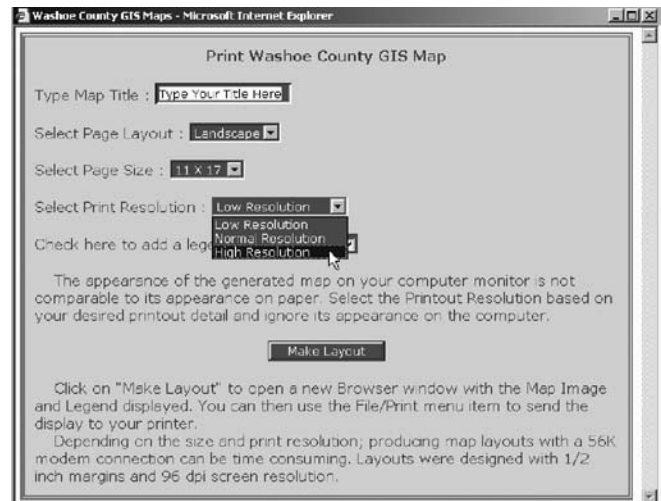 Washoe County GIS Maps - Microsoft Internet Explorer
Print Washoe County GIS Map
Type Map Title : Type Your Title Here
Select Page Layout : Landscape
Select Page Size : 11 X 17
Select Print Resolution : Low Resolution
Low Resolution
Normal Resolution
High Resolution
Check here to add a lege
The appearance of the generated map on your computer monitor is not
comparable to its appearance on paper. Select the Printout Resolution based on
your desired printout detail and ignore its appearance on the computer.
Make Layout
Click on "Make Layout" to open a new Browser window with the Map Image
and Legend displayed. You can then use the File/Print menu item to send the
display to your printer.
Depending on the size and print resolution; producing map layouts with a 56K
modem connection can be time consuming. Layouts were designed with 1/2
inch margins and 96 dpi screen resolution.